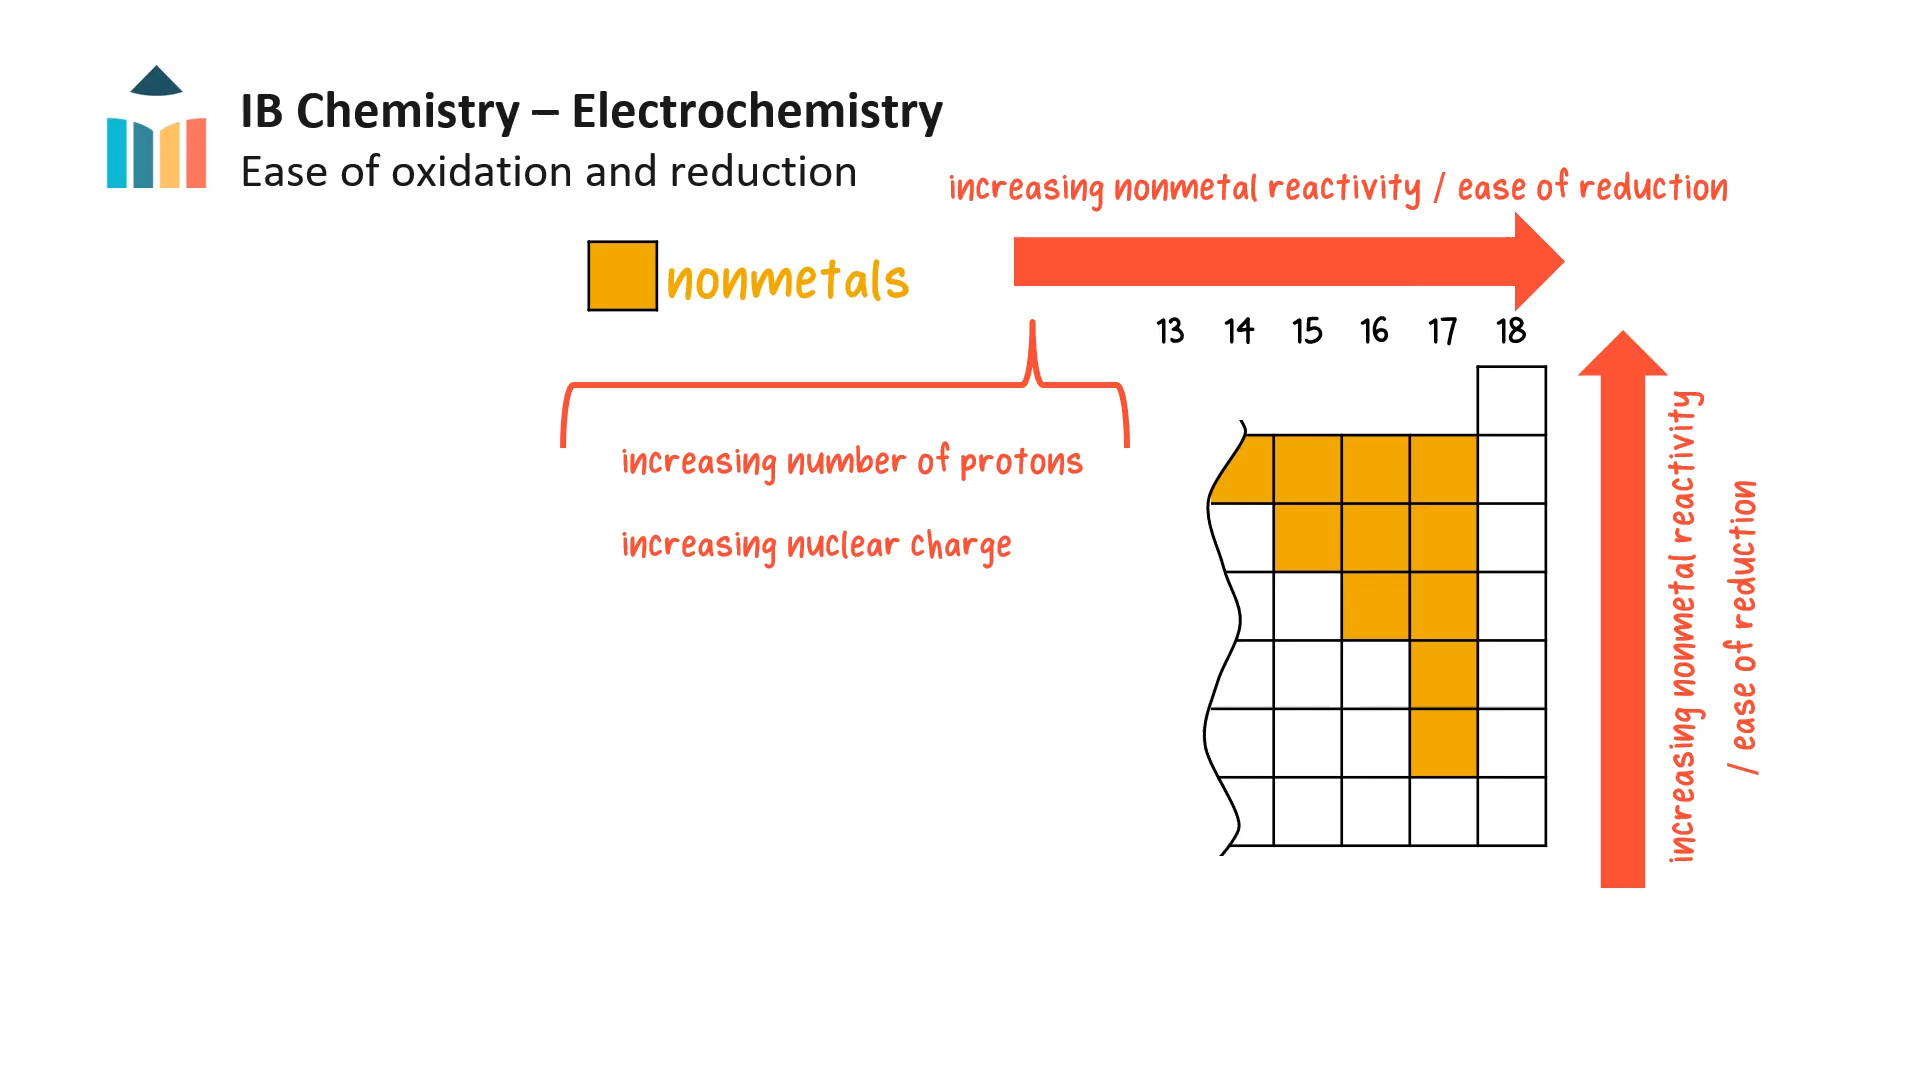 IB Chemistry – Electrochemistry
Ease of oxidation and reduction
increasing nonmetal reactivity / ease of reduction
nonmetals
13 14 15 16 17 18
increasing number of protons
increasing nuclear charge
increasing nonmetal reactivity
/ ease of reduction